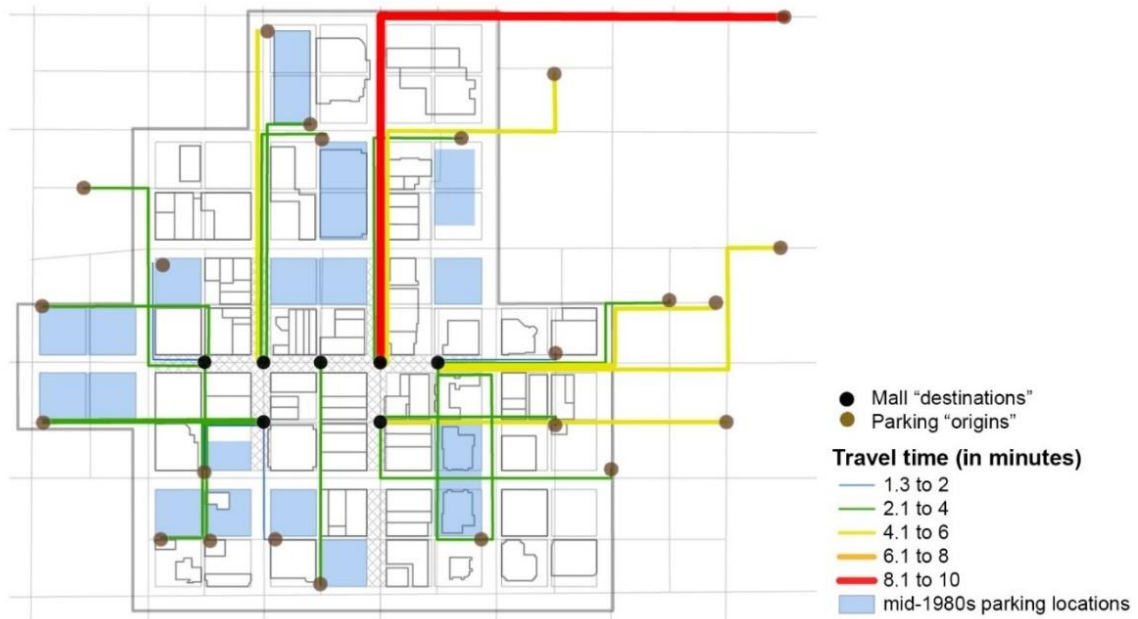 Mall “destinations”
Parking “origins”
Travel time (in minutes)
1.3 to 2
2.1 to 4
4.1 to 6
6.1 to 8
8.1 to 10
mid-1980s parking locations